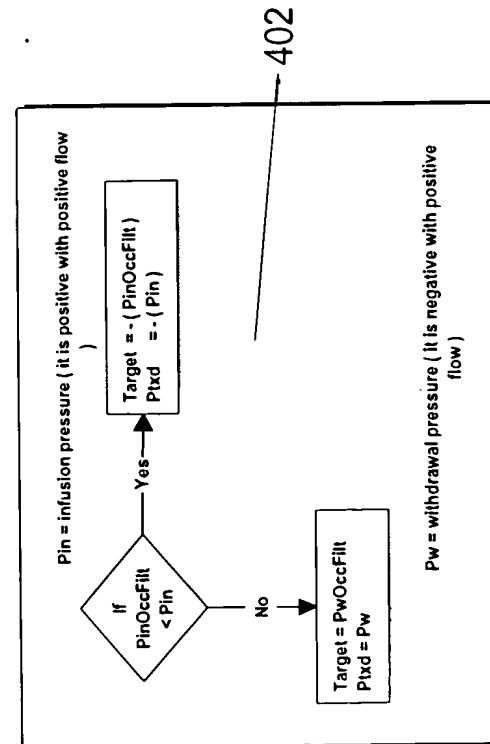 Pin = infusion pressure ( it is positive with positive flow
)
If
PinOccFilt
< Pin
Yes
Target = - ( PinOccFilt )
Ptxd = - ( Pin )
No
Target = PwOccFilt
Ptxd = Pw
Pw = withdrawal pressure ( it is negative with positive
flow )
402